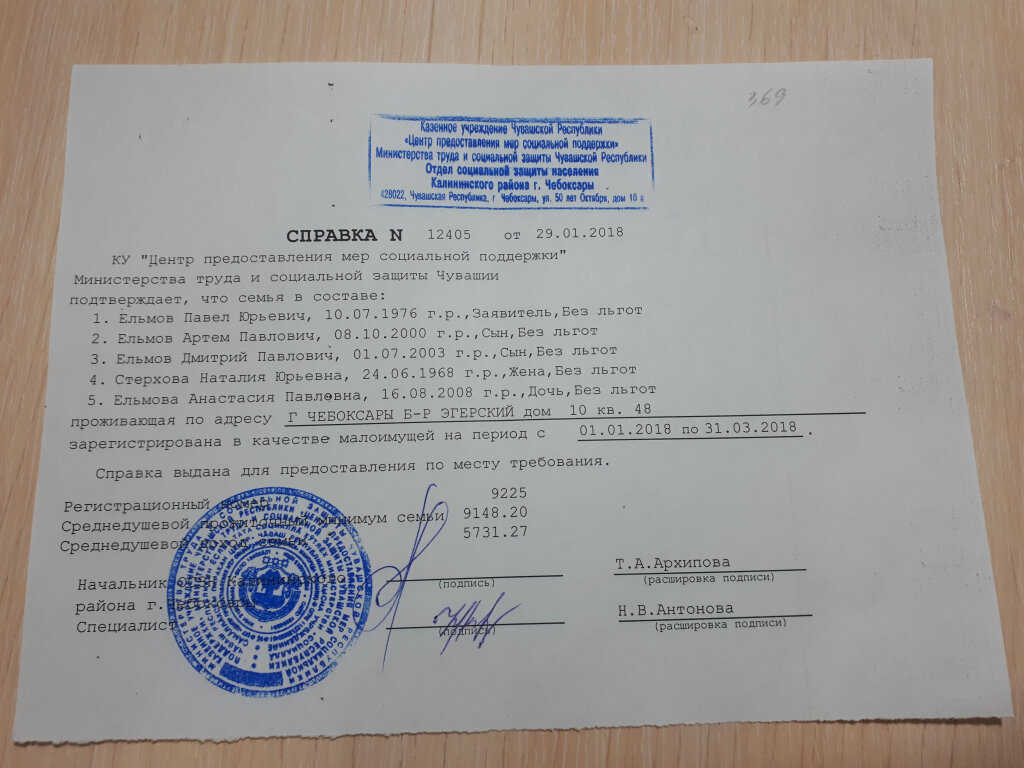 369
Казенное учреждение Чувашской Республики
«Центр предоставления мер социальной поддержки»
Министерства труда и социальной защиты Чувашской Республики
Отдел социальной защиты населения
Калининского района г. Чебоксары
428022, Чувашская Республика, г. Чебоксары, ул. 50 лет Октября, дом 10 а
СПРАВКА N 12405 от 29.01.2018
КУ "Центр предоставления мер социальной поддержки"
Министерства труда и социальной защиты Чувашии
подтверждает, что семья в составе:
1. Ельмов Павел Юрьевич, 10.07.1976 г.р.,Заявитель,Без льгот
2. Ельмов Артем Павлович, 08.10.2000 г.р.,Сын,Без льгот
3. Ельмов Дмитрий Павлович, 01.07.2003 г.р.,Сын,Без льгот
4. Стерхова Наталия Юрьевна, 24.06.1968 г.р.,Жена,Без льгот
5. Ельмова Анастасия Павловна, 16.08.2008 г.р.,Дочь,Без льгот
проживающая по адресу Г ЧЕБОКСАРЫ Б-Р ЭГЕРСКИЙ дом 10 кв. 48
зарегистрирована в качестве малоимущей на период с 01.01.2018 по 31.03.2018 .
Справка выдана для предоставления по месту требования.
Регистрационный номер 9225
Среднедушевой прожиточный минимум семьи 9148.20
Среднедушевой доход семьи 5731.27
Начальник ОСЗН Калининского Т.А.Архипова
(подпись) (расшировка подписи)
района г.Чебоксары
Специалист Н.В.Антонова
(подпись) (расшировка подписи)